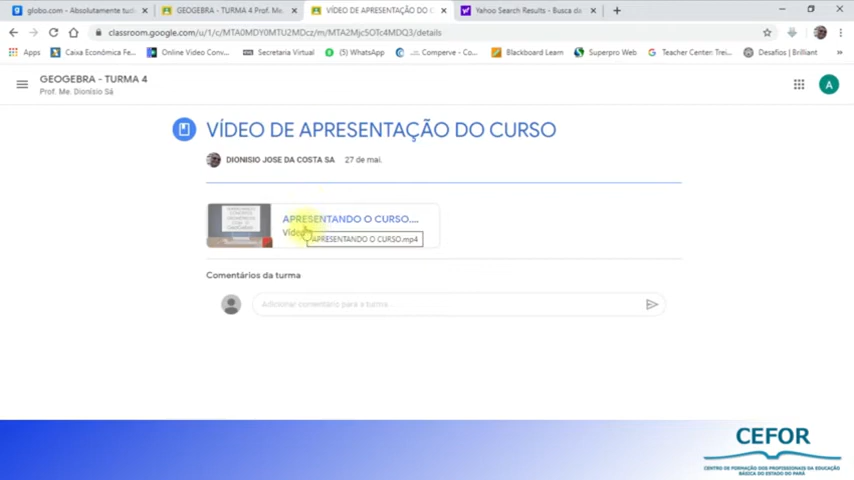 globo.com - Absolutamente tud
GEOGEBRA - TURMA 4 Prof. Me. D
VÍDEO DE APRESENTAÇÃO DO C
Yahoo Search Results - Busca da
classroom.google.com/u/1/c/MTA0MDY0MTU2MDcz/m/MTA2Mjc5OTc4MDQ3/details
Apps Caixa Econômica Fe... Online Video Conv... Secretaria Virtual (5) WhatsApp ...:: Comperve - Co... Blackboard Learn Superpro Web Teacher Center: Trei... Desafios | Brilliant
GEOGEBRA - TURMA 4
Prof. Me. Dionísio Sá
A
VÍDEO DE APRESENTAÇÃO DO CURSO
DIONISIO JOSE DA COSTA SA 27 de mai.
APRESENTANDO O CURSO....
Vídeo
APRESENTANDO O CURSO.mp4
Comentários da turma
Adicionar comentário para a turma...
CEFOR
CENTRO DE FORMAÇÃO DOS PROFISSIONAIS DA EDUCAÇÃO
BÁSICA DO ESTADO DO PARÁ